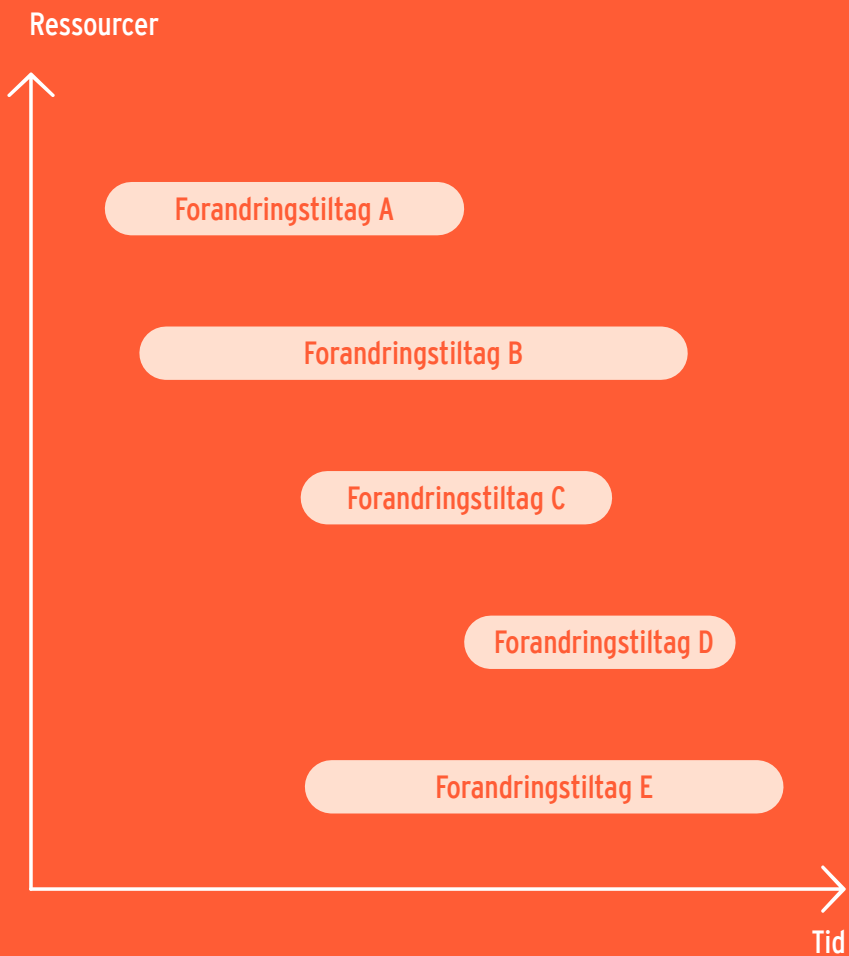 Ressourcer
Forandringstiltag A
Forandringstiltag B
Forandringstiltag C
Forandringstiltag D
Forandringstiltag E
Tid